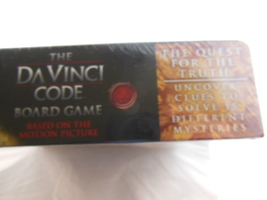 THE
DA VINCI
CODE
BOARD GAME
BASED ON THE
MOTION PICTURE
THE QUEST
FOR THE
TRUTH
UNCOVER
CLUES TO
SOLVE 18
DIFFERENT
MYSTERIES